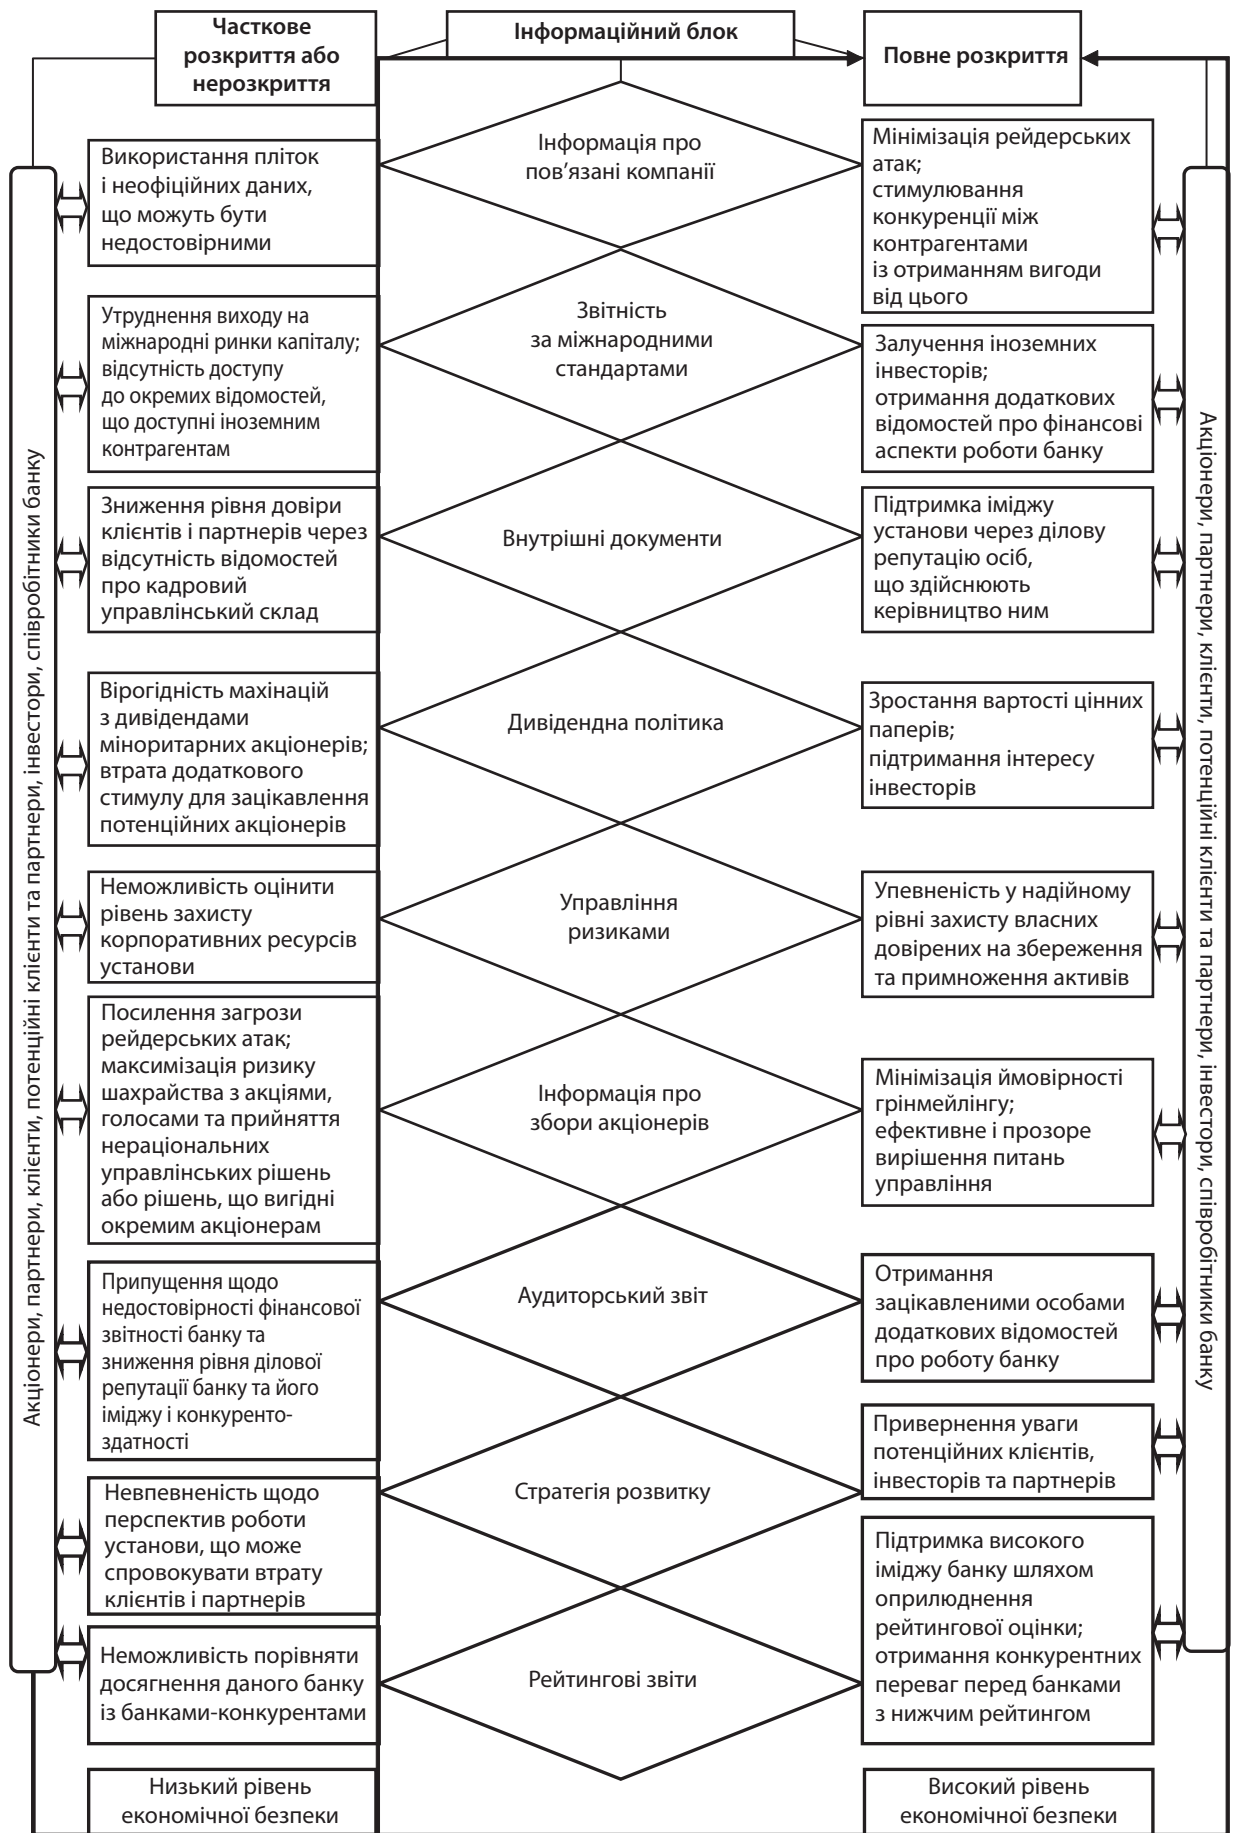 Часткове
розкриття або
нерозкриття
Інформаційний блок
Повне розкриття
Акціонери, партнери, клієнти, потенційні клієнти та партнери, інвестори, співробітники банку
Використання пліток
і неофіційних даних,
що можуть бути
недостовірними
Інформація про
пов’язані компанії
Мінімізація рейдерських
атак;
стимулювання
конкуренції між
контрагентами
із отриманням вигоди
від цього
Утруднення виходу на
міжнародні ринки капіталу;
відсутність доступу
до окремих відомостей,
що доступні іноземним
контрагентам
Звітність
за міжнародними
стандартами
Залучення іноземних
інвесторів;
отримання додаткових
відомостей про фінансові
аспекти роботи банку
Зниження рівня довіри
клієнтів і партнерів через
відсутність відомостей
про кадровий
управлінський склад
Внутрішні документи
Підтримка іміджу
установи через ділову
репутацію осіб,
що здійснюють
керівництво ним
Вірогідність махінацій
з дивідендами
міноритарних акціонерів;
втрата додаткового
стимулу для зацікавлення
потенційних акціонерів
Дивідендна політика
Зростання вартості цінних
паперів;
підтримання інтересу
інвесторів
Неможливість оцінити
рівень захисту
корпоративних ресурсів
установи
Управління
ризиками
Упевненість у надійному
рівні захисту власних
довірених на збереження
та примноження активів
Посилення загрози
рейдерських атак;
максимізація ризику
шахрайства з акціями,
голосами та прийняття
нераціональних
управлінських рішень
або рішень, що вигідні
окремим акціонерам
Інформація про
збори акціонерів
Мінімізація ймовірності
грінмейлінгу;
ефективне і прозоре
вирішення питань
управління
Припущення щодо
недостовірності фінансової
звітності банку та
зниження рівня ділової
репутації банку та його
іміджу і конкуренто-
здатності
Аудиторський звіт
Отримання
зацікавленими особами
додаткових відомостей
про роботу банку
Невпевненість щодо
перспектив роботи
установи, що може
спровокувати втрату
клієнтів і партнерів
Стратегія розвитку
Привернення уваги
потенційних клієнтів,
інвесторів та партнерів
Неможливість порівняти
досягнення даного банку
із банками-конкурентами
Рейтингові звіти
Підтримка високого
іміджу банку шляхом
оприлюднення
рейтингової оцінки;
отримання конкурентних
переваг перед банками
з нижчим рейтингом
Акціонери, партнери, клієнти, потенційні клієнти та партнери, інвестори, співробітники банку
Низький рівень
економічної безпеки
Високий рівень
економічної безпеки